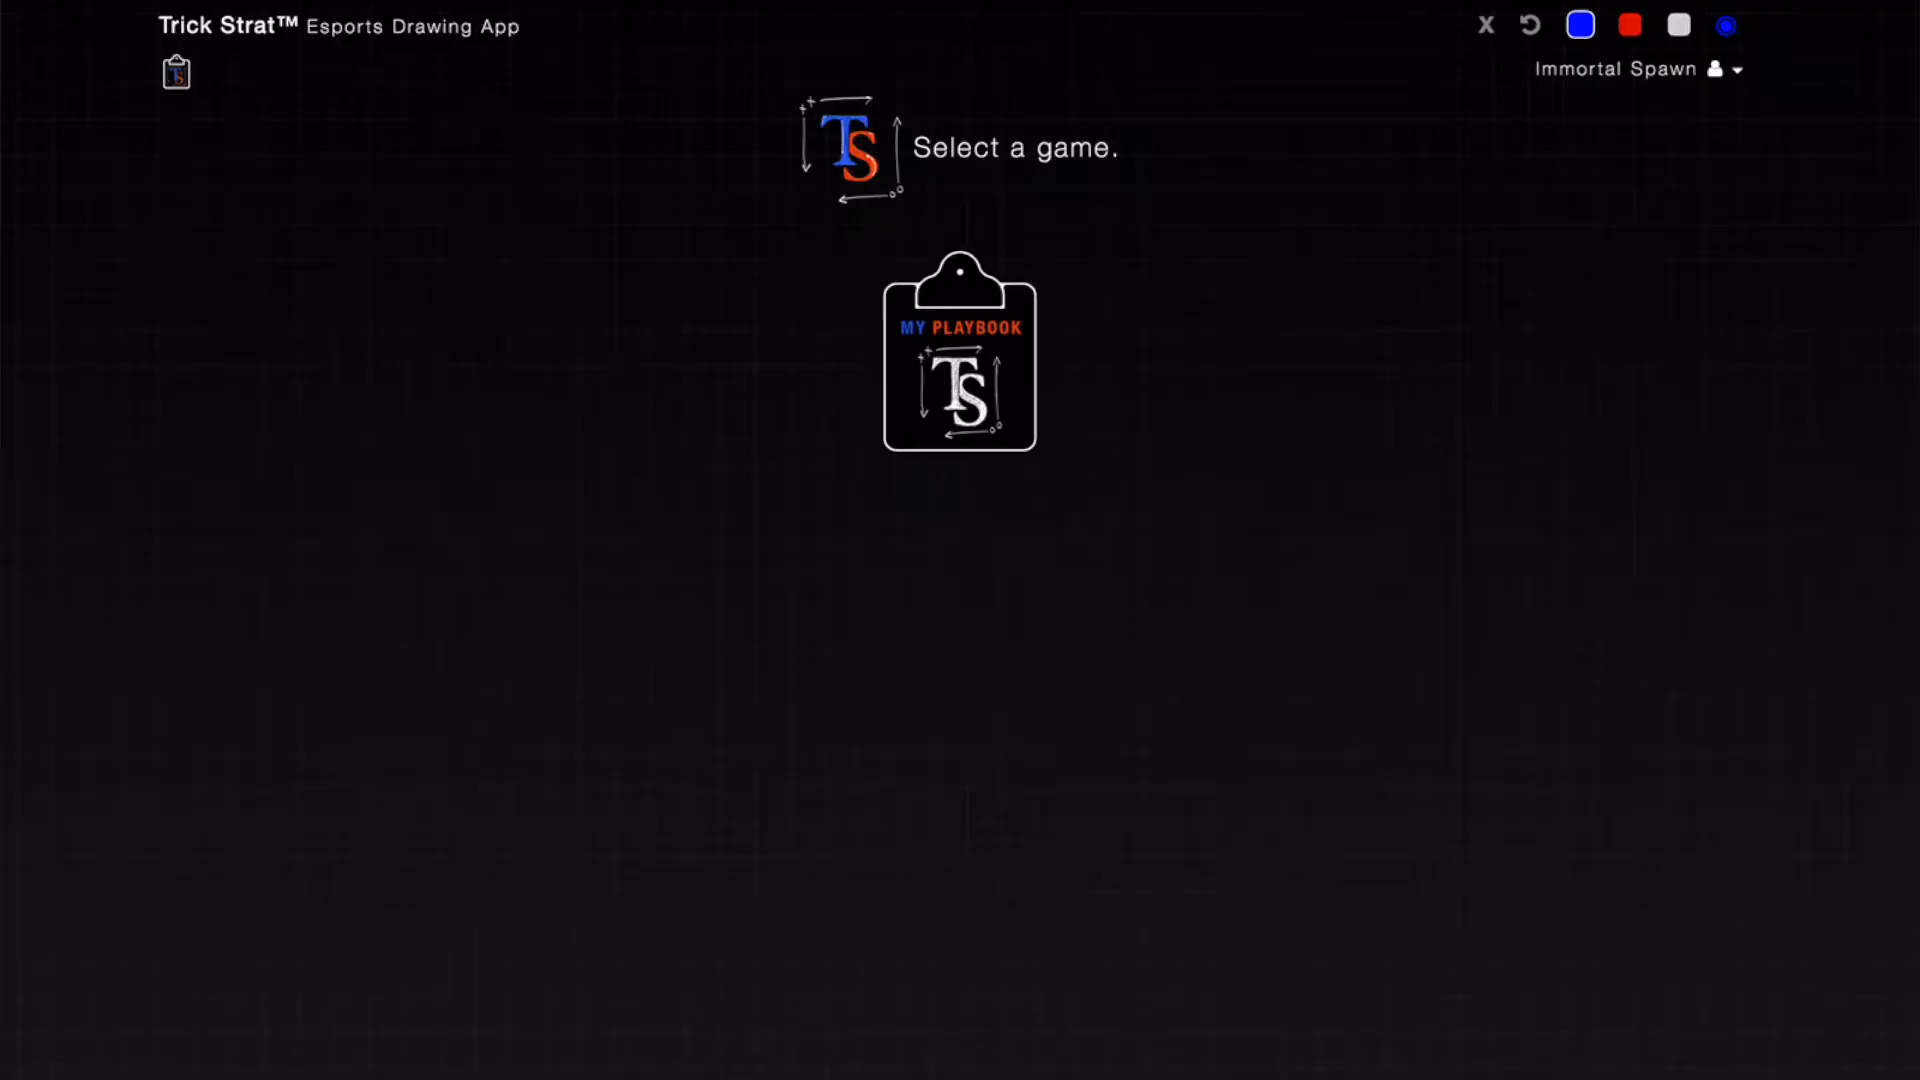 Trick Strat™ Esports Drawing App
X
Immortal Spawn
TS
Select a game.
MY PLAYBOOK
TS